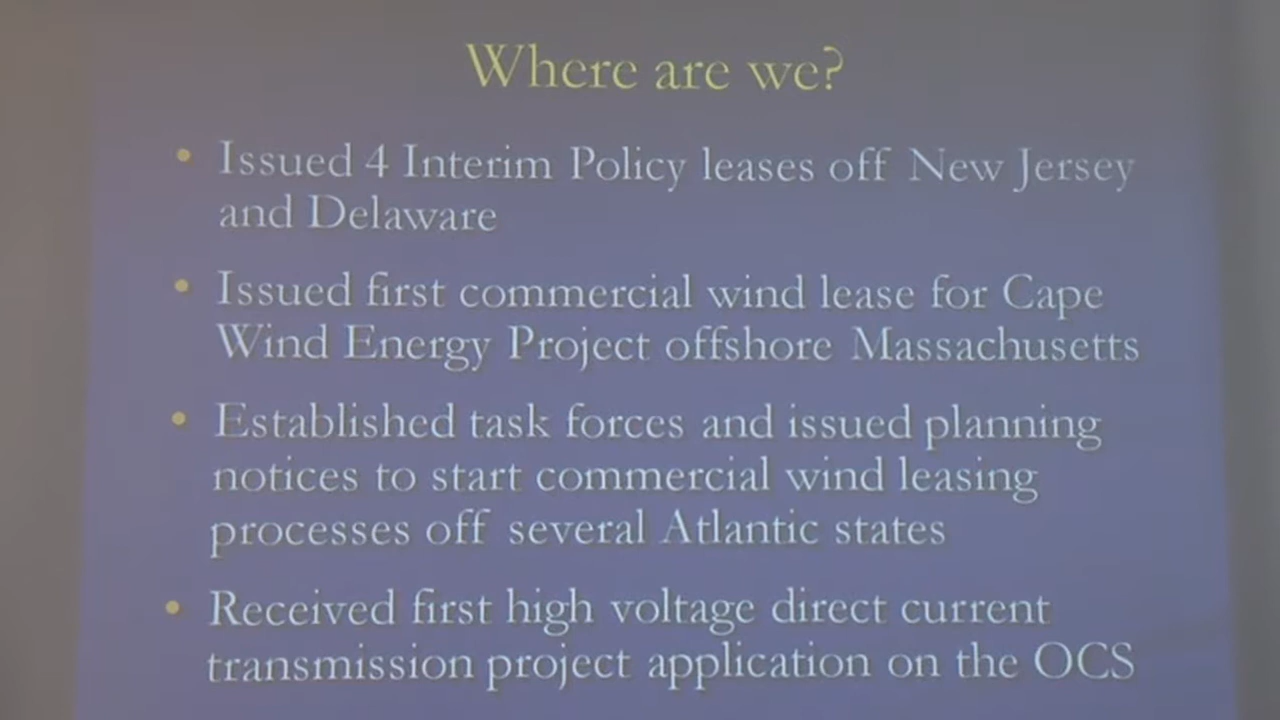 Where are we?
• Issued 4 Interim Policy leases off New Jersey
and Delaware
• Issued first commercial wind lease for Cape
Wind Energy Project offshore Massachusetts
• Established task forces and issued planning
notices to start commercial wind leasing
processes off several Atlantic states
• Received first high voltage direct current
transmission project application on the OCS